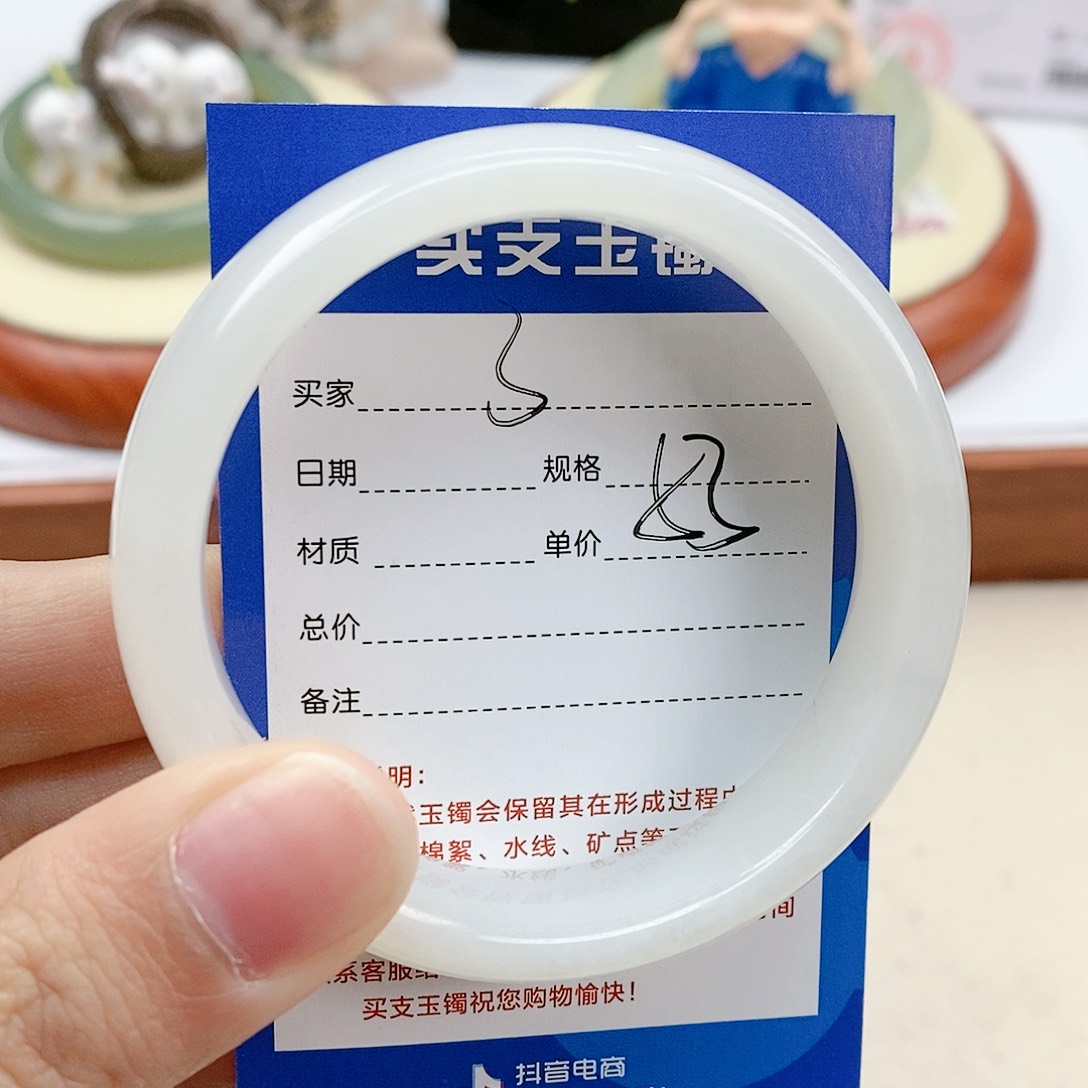 买支玉镯
买家
日期 规格
材质 单价
总价
备注
明：
玉镯会保留其在形成过程
棉絮、水线、矿点等
间
系客服
买支玉镯祝您购物愉快！
抖音电商